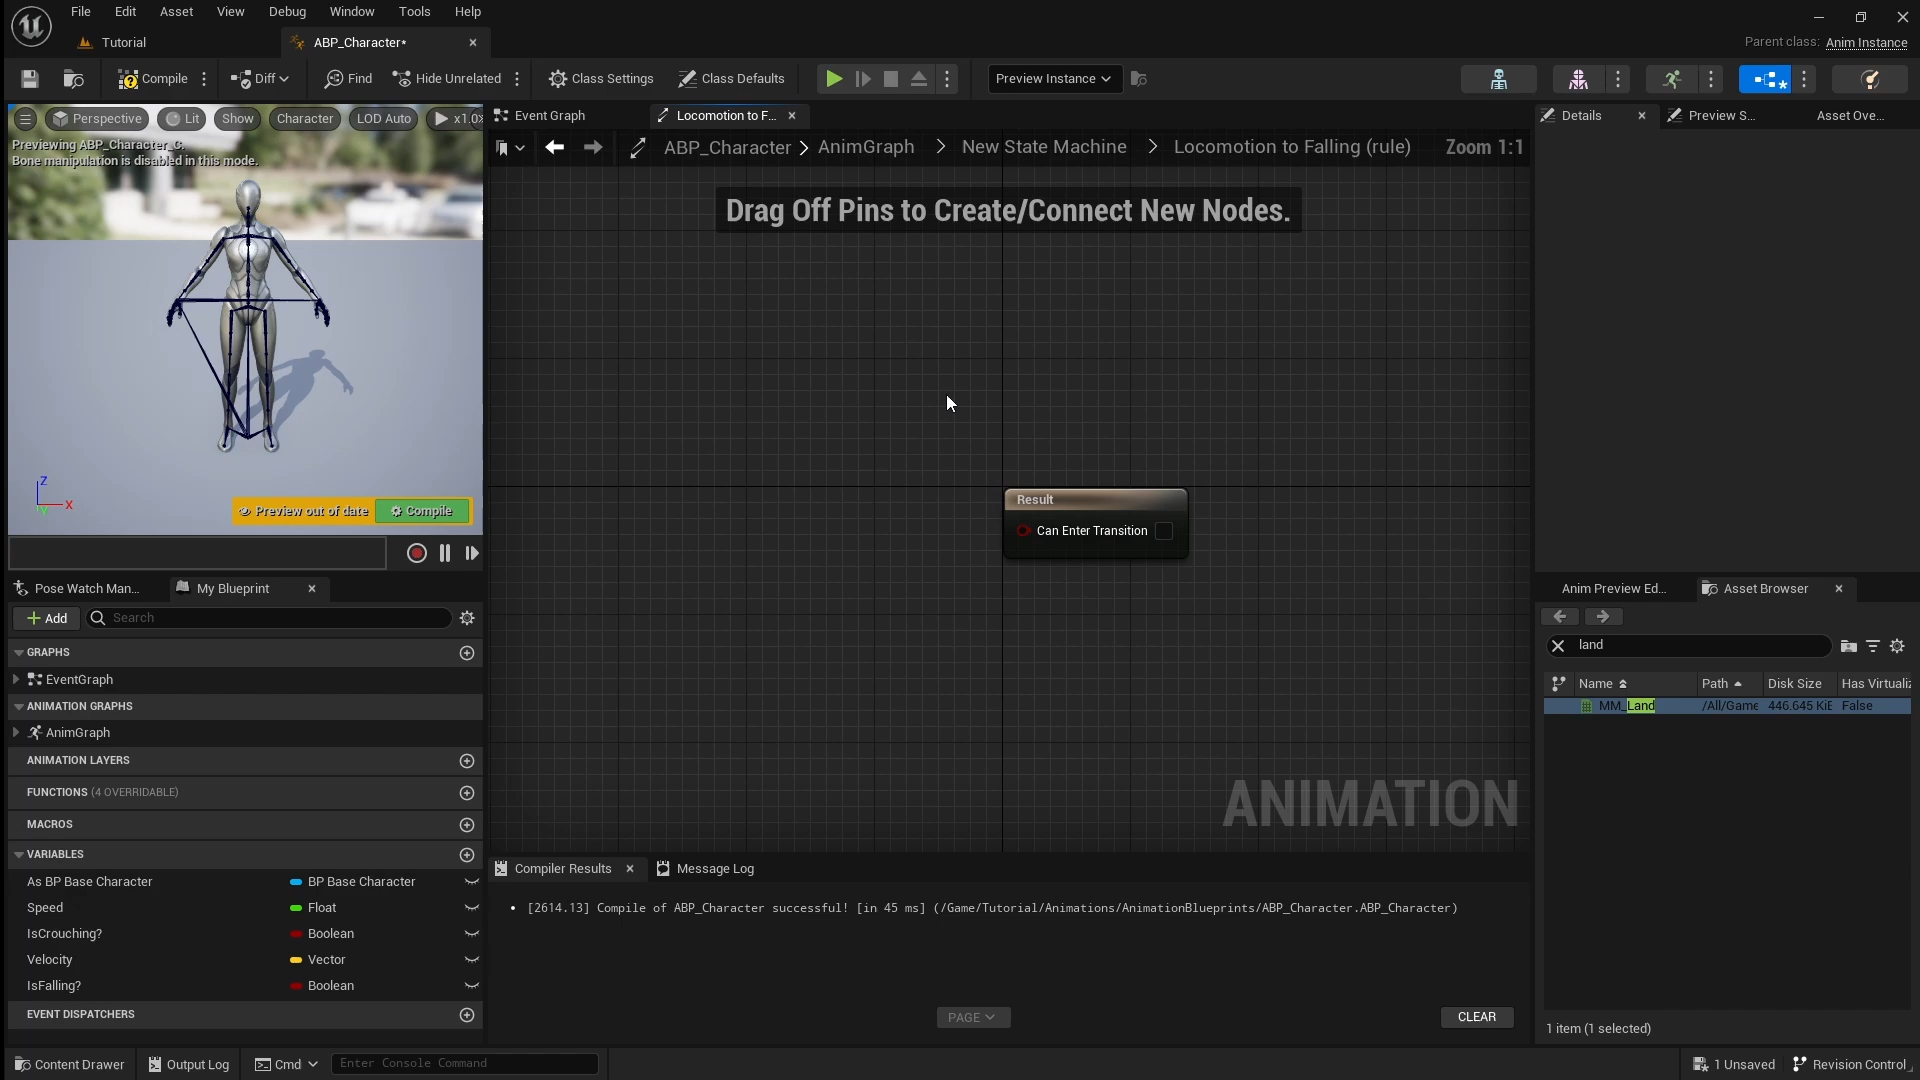 File Edit Asset View Debug Window Tools Help
Tutorial ABP_Character* Parent class: Anim Instance
Compile Diff Find Hide Unrelated Class Settings Class Defaults Preview Instance
Perspective Lit Show Character LOD Auto x1.0
Previewing ABP_Character_C.
Bone manipulation is disabled in this mode.
Z
X
Y
Preview out of date Compile
Event Graph Locomotion to F...
ABP_Character > AnimGraph > New State Machine > Locomotion to Falling (rule) Zoom 1:1
Drag Off Pins to Create/Connect New Nodes.
Result
Can Enter Transition
ANIMATION
Details Preview S... Asset Ove...
Pose Watch Man... My Blueprint
Add Search
GRAPHS
EventGraph
ANIMATION GRAPHS
AnimGraph
ANIMATION LAYERS
FUNCTIONS (4 OVERRIDABLE)
MACROS
VARIABLES
As BP Base Character BP Base Character
Speed Float
IsCrouching? Boolean
Velocity Vector
IsFalling? Boolean
EVENT DISPATCHERS
Compiler Results Message Log
[2614.13] Compile of ABP_Character successful! [in 45 ms] (/Game/Tutorial/Animations/AnimationBlueprints/ABP_Character.ABP_Character)
PAGE CLEAR
Anim Preview Ed... Asset Browser
land
Name Path Disk Size Has Virtualiz
MM_Land /All/Game 446.645 KiB False
1 item (1 selected)
Content Drawer Output Log Cmd Enter Console Command 1 Unsaved Revision Control